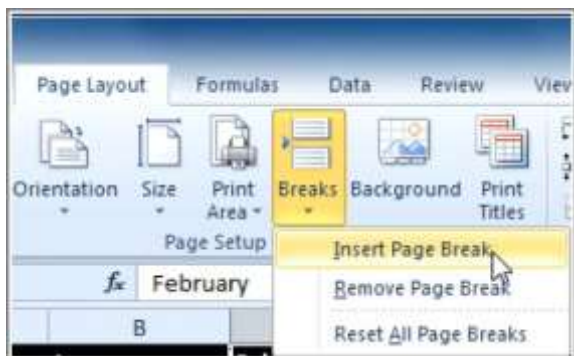 Page Layout Formulas Data Review View
Orientation Size Print Area Breaks Background Print Titles
Page Setup
Insert Page Break
fx February
Remove Page Break
B
Reset All Page Breaks